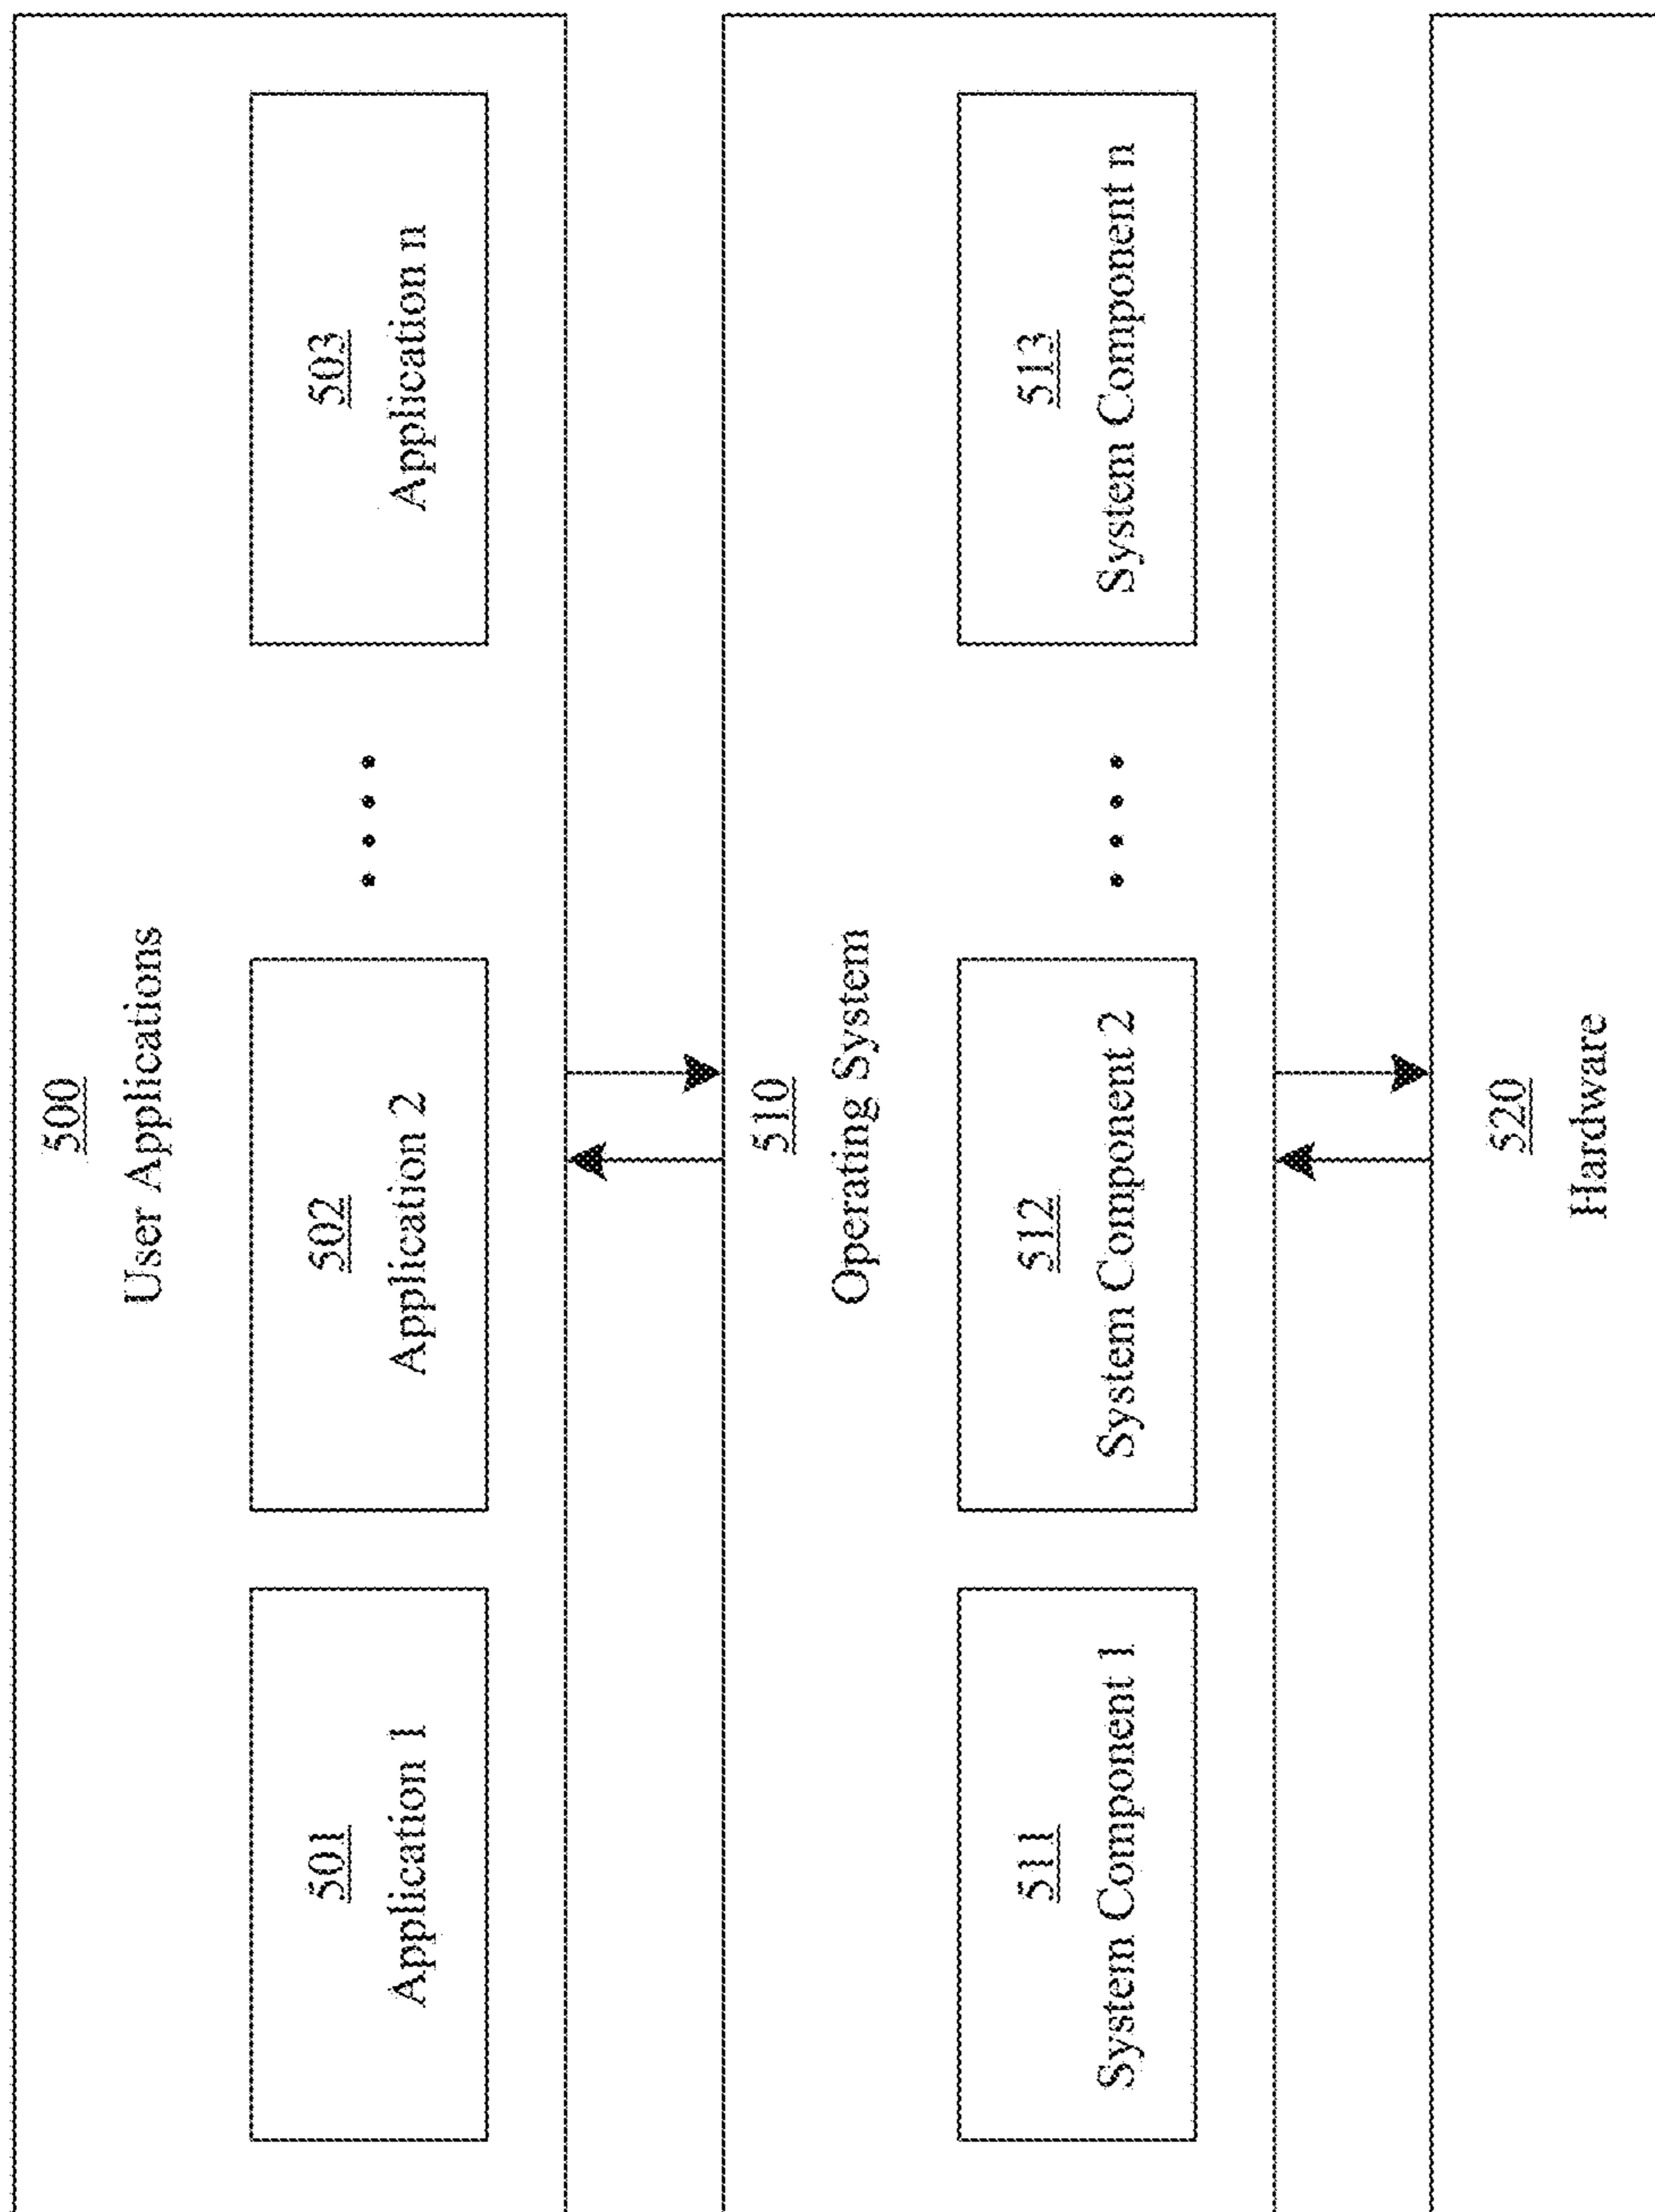 500
User Applications
501
Application 1
502
Application 2
503
Application n
510
Operating System
511
System Component 1
512
System Component 2
513
System Component n
520
Hardware